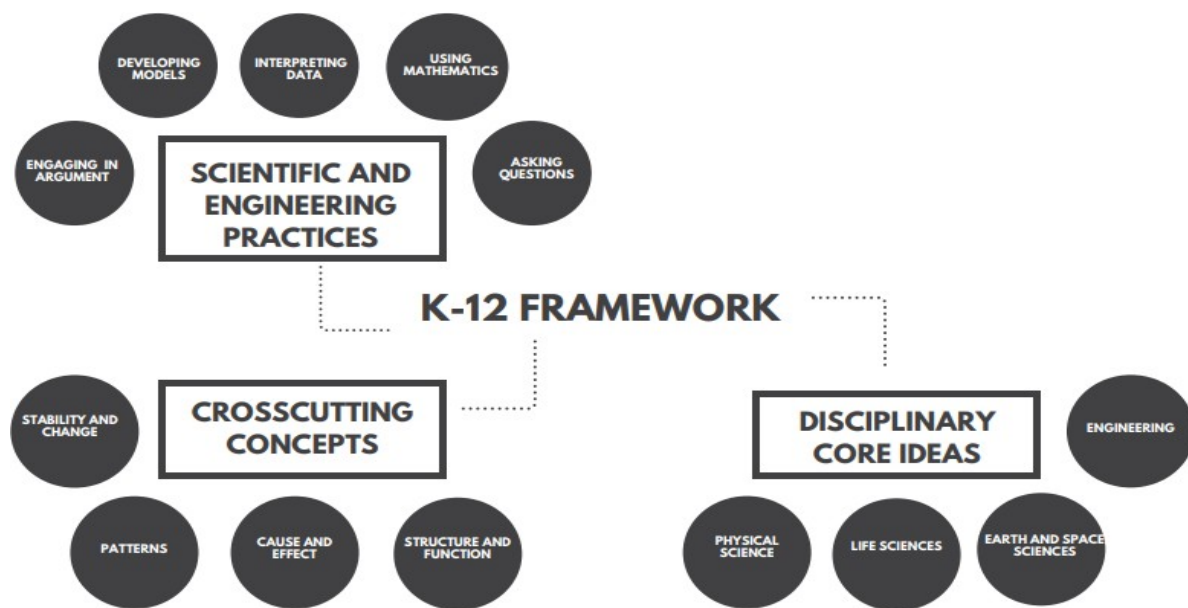 DEVELOPING
MODELS
INTERPRETING
DATA
USING
MATHEMATICS
ENGAGING IN
ARGUMENT
ASKING
QUESTIONS
SCIENTIFIC AND
ENGINEERING
PRACTICES
K-12 FRAMEWORK
STABILITY AND
CHANGE
CROSSCUTTING
CONCEPTS
PATTERNS
CAUSE AND
EFFECT
STRUCTURE AND
FUNCTION
DISCIPLINARY
CORE IDEAS
ENGINEERING
PHYSICAL
SCIENCE
LIFE SCIENCES
EARTH AND SPACE
SCIENCES